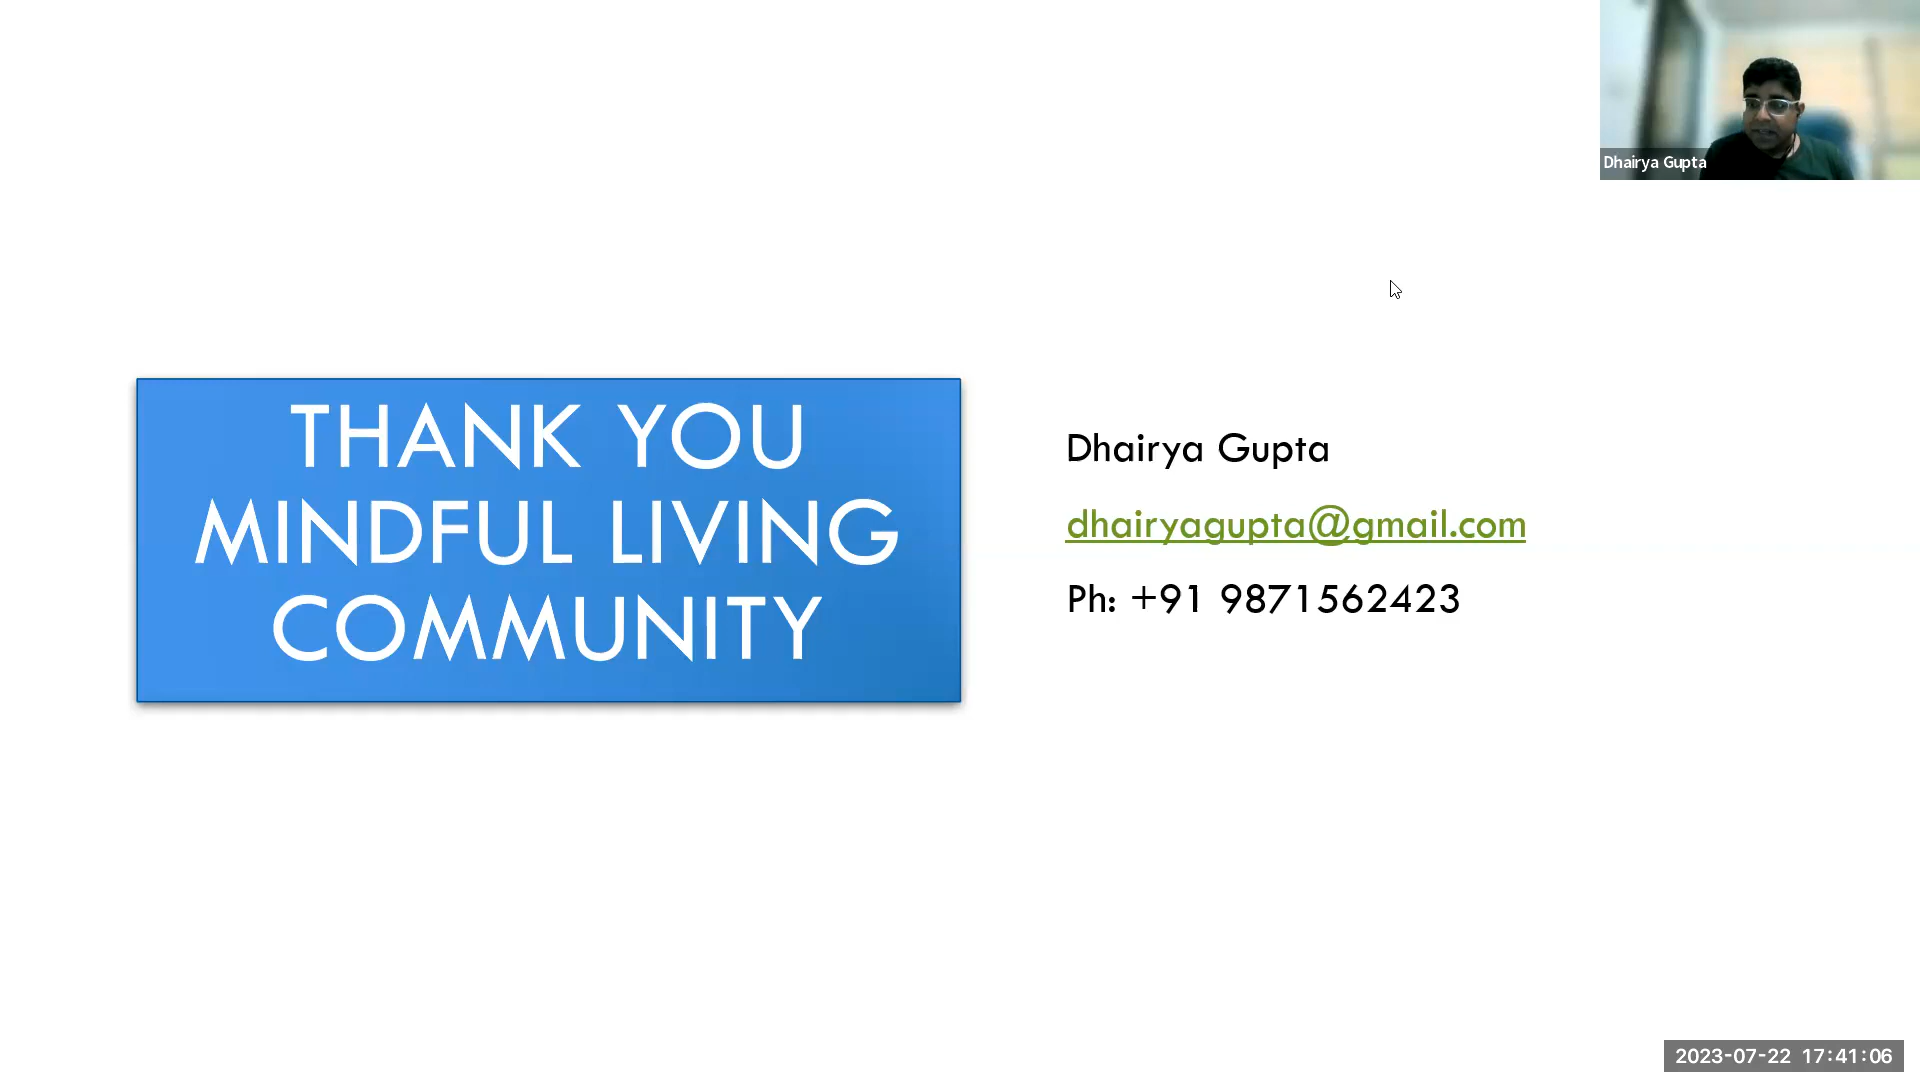 Dhairya Gupta
THANK YOU
MINDFUL LIVING
COMMUNITY
Dhairya Gupta
dhairyagupta@gmail.com
Ph: +91 9871562423
2023-07-22 17:41:06